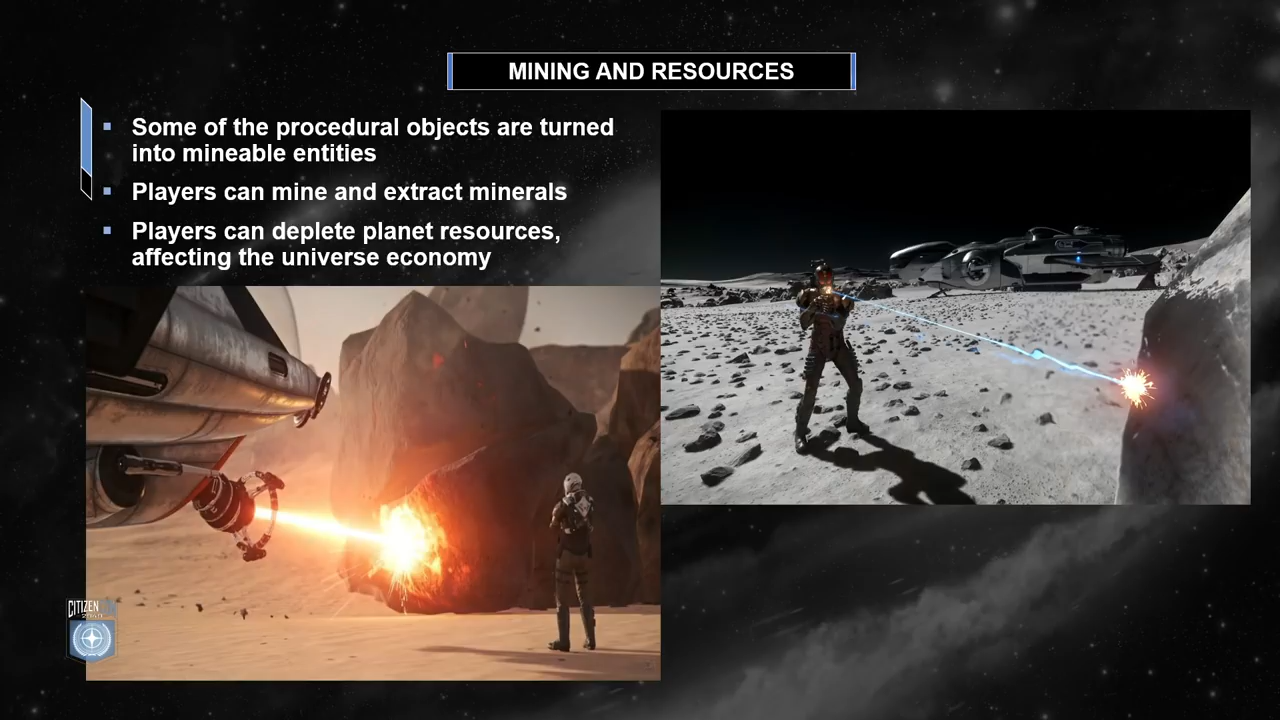 MINING AND RESOURCES
Some of the procedural objects are turned
into mineable entities
Players can mine and extract minerals
Players can deplete planet resources,
affecting the universe economy
CITIZEN